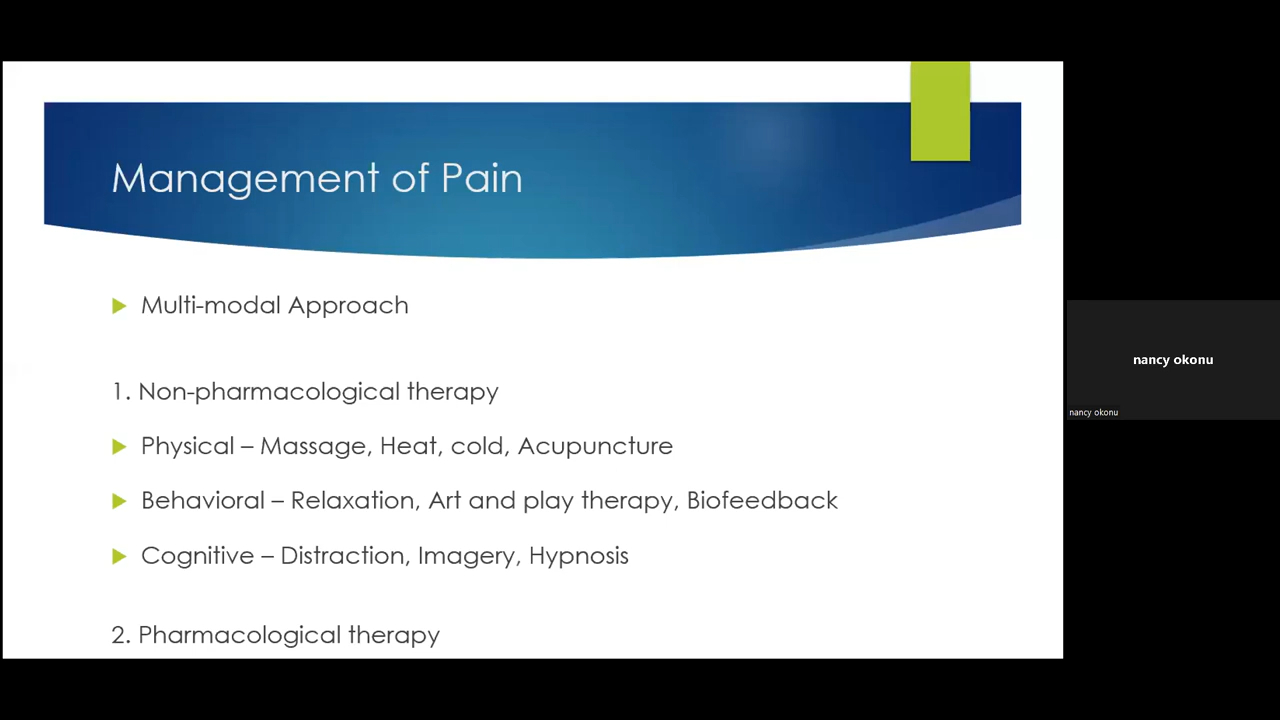 Management of Pain
Multi-modal Approach
1. Non-pharmacological therapy
Physical – Massage, Heat, cold, Acupuncture
Behavioral – Relaxation, Art and play therapy, Biofeedback
Cognitive – Distraction, Imagery, Hypnosis
2. Pharmacological therapy
nancy okonu
nancy okonu